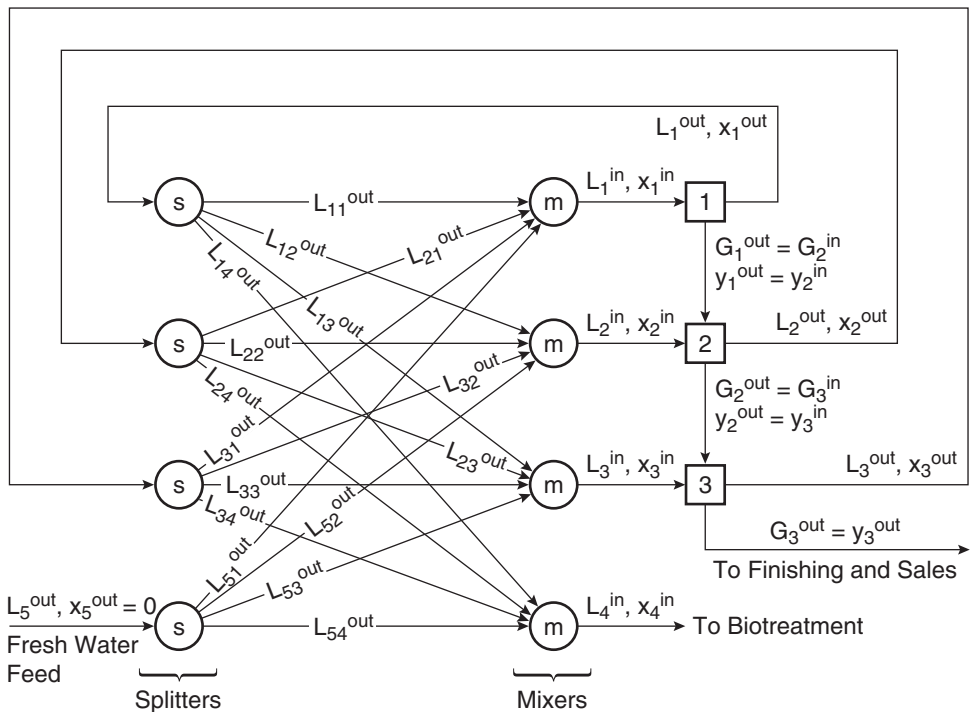 L₁ᵒᵘᵗ, x₁ᵒᵘᵗ
s
L₁₁ᵒᵘᵗ
m
L₁ⁱⁿ, x₁ⁱⁿ
1
L₁₂ᵒᵘᵗ
L₂₁ᵒᵘᵗ
L₁₄ᵒᵘᵗ
G₁ᵒᵘᵗ = G₂ⁱⁿ
y₁ᵒᵘᵗ = y₂ⁱⁿ
L₁₃ᵒᵘᵗ
s
L₂₂ᵒᵘᵗ
m
L₂ⁱⁿ, x₂ⁱⁿ
2
L₂ᵒᵘᵗ, x₂ᵒᵘᵗ
L₂₄ᵒᵘᵗ
L₃₂ᵒᵘᵗ
G₂ᵒᵘᵗ = G₃ⁱⁿ
y₂ᵒᵘᵗ = y₃ⁱⁿ
L₃₁ᵒᵘᵗ
L₂₃ᵒᵘᵗ
s
L₃₃ᵒᵘᵗ
m
L₃ⁱⁿ, x₃ⁱⁿ
3
L₃ᵒᵘᵗ, x₃ᵒᵘᵗ
L₃₄ᵒᵘᵗ
L₅₂ᵒᵘᵗ
G₃ᵒᵘᵗ = y₃ᵒᵘᵗ
To Finishing and Sales
L₅₁ᵒᵘᵗ
L₅₃ᵒᵘᵗ
L₅ᵒᵘᵗ, x₅ᵒᵘᵗ = 0
s
L₅₄ᵒᵘᵗ
m
L₄ⁱⁿ, x₄ⁱⁿ
To Biotreatment
Fresh Water
Feed
Splitters
Mixers